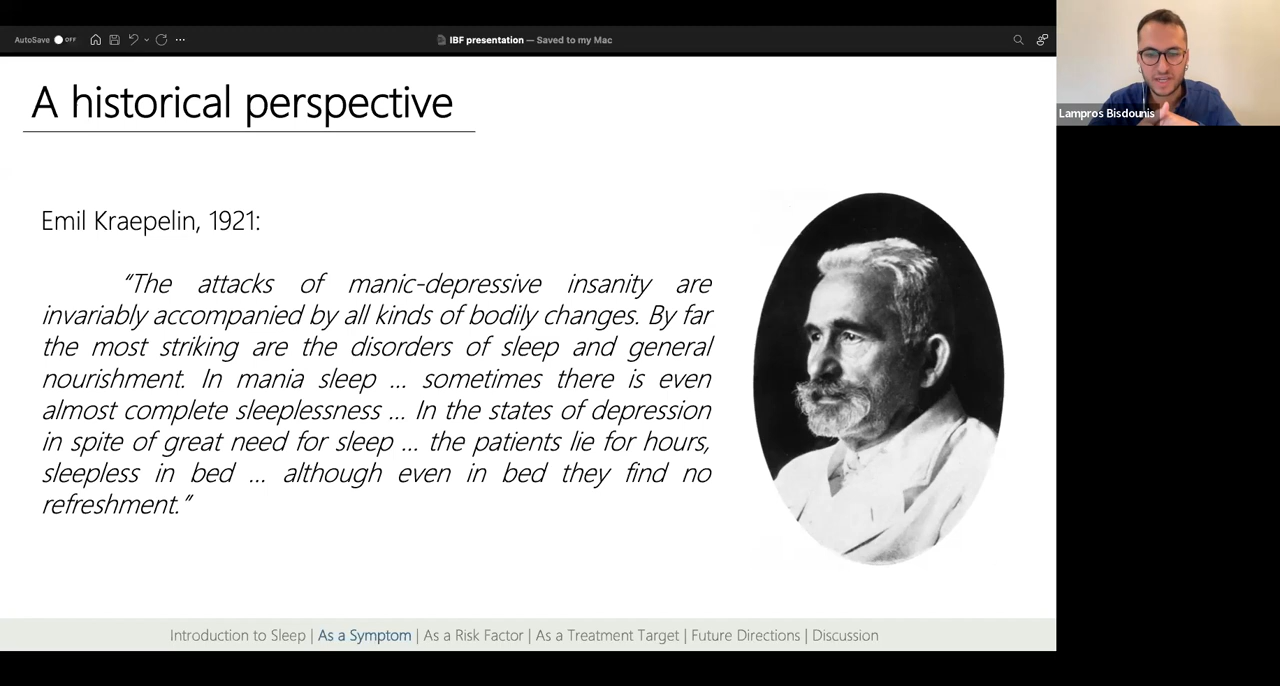 AutoSave OFF
IBF presentation — Saved to my Mac
Lampros Bisdounis
A historical perspective
Emil Kraepelin, 1921:
“The attacks of manic-depressive insanity are
invariably accompanied by all kinds of bodily changes. By far
the most striking are the disorders of sleep and general
nourishment. In mania sleep ... sometimes there is even
almost complete sleeplessness ... In the states of depression
in spite of great need for sleep ... the patients lie for hours,
sleepless in bed ... although even in bed they find no
refreshment.”
Introduction to Sleep | As a Symptom | As a Risk Factor | As a Treatment Target | Future Directions | Discussion